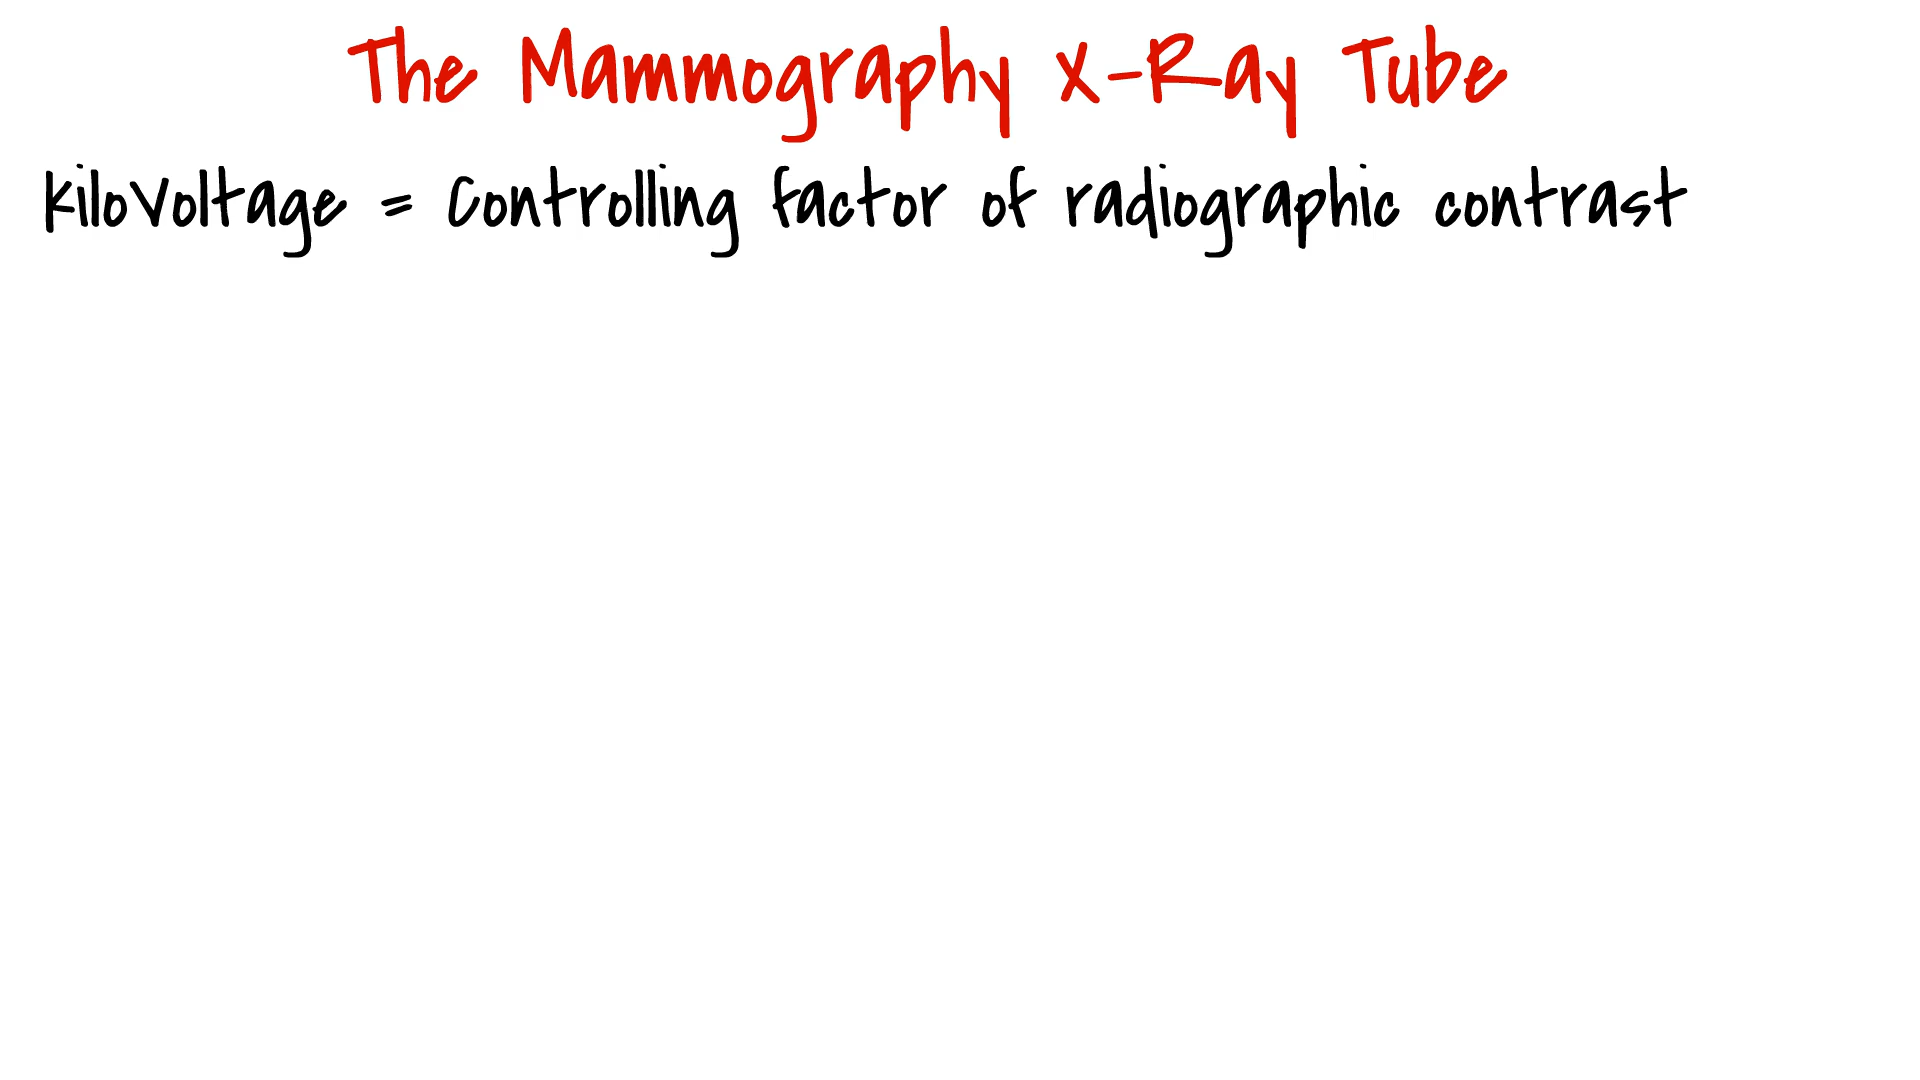 The Mammography X-Ray Tube
KiloVoltage = Controlling factor of radiographic contrast